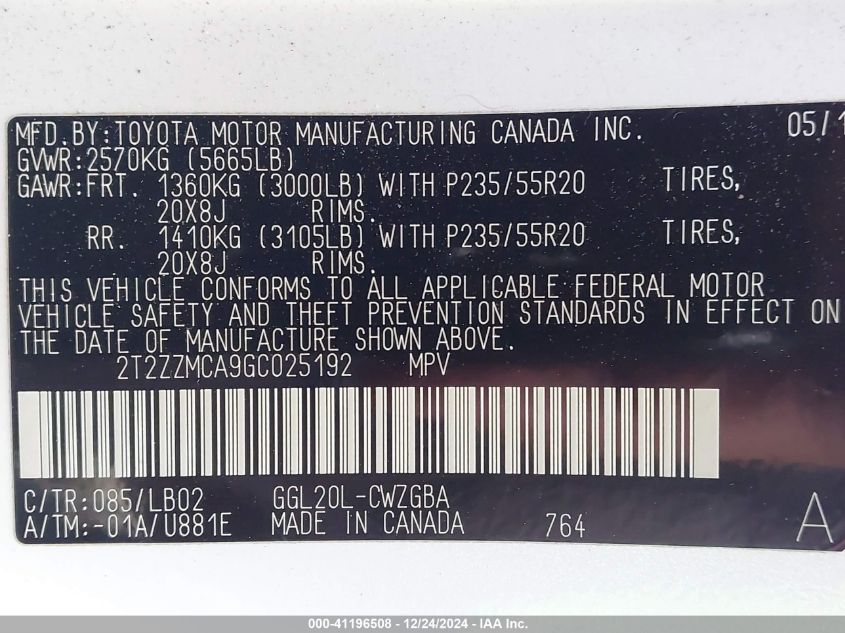 MFD.BY:TOYOTA MOTOR MANUFACTURING CANADA INC. 05/1
GVWR:2570KG (5665LB)
GAWR:FRT. 1360KG (3000LB) WITH P235/55R20 TIRES,
20X8J RIMS.
RR. 1410KG (3105LB) WITH P235/55R20 TIRES,
20X8J RIMS.
THIS VEHICLE CONFORMS TO ALL APPLICABLE FEDERAL MOTOR
VEHICLE SAFETY AND THEFT PREVENTION STANDARDS IN EFFECT ON
THE DATE OF MANUFACTURE SHOWN ABOVE.
2T2ZZMCA9GC025192 MPV
C/TR:085/LB02 GGL20L-CWZGBA
A/TM:-01A/U881E MADE IN CANADA 764 A
000-41196508 - 12/24/2024 - IAA Inc.